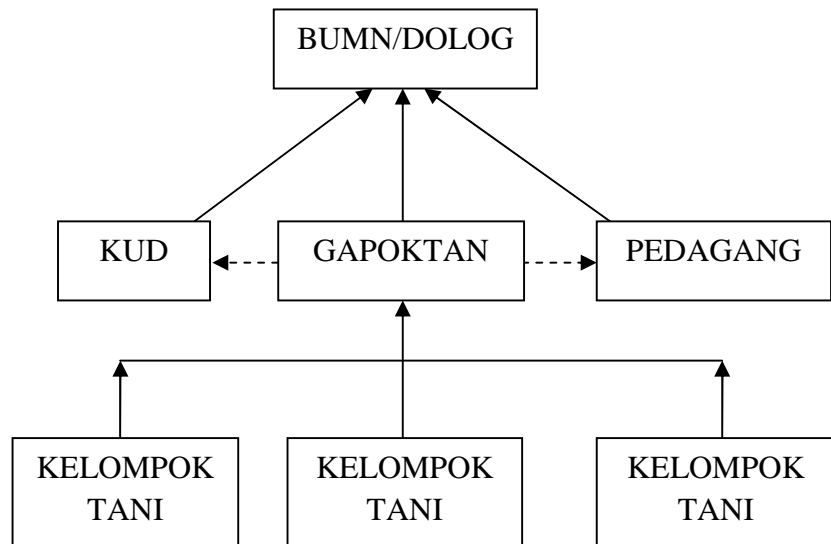 BUMN/DOLOG
KUD
GAPOKTAN
PEDAGANG
KELOMPOK
TANI
KELOMPOK
TANI
KELOMPOK
TANI